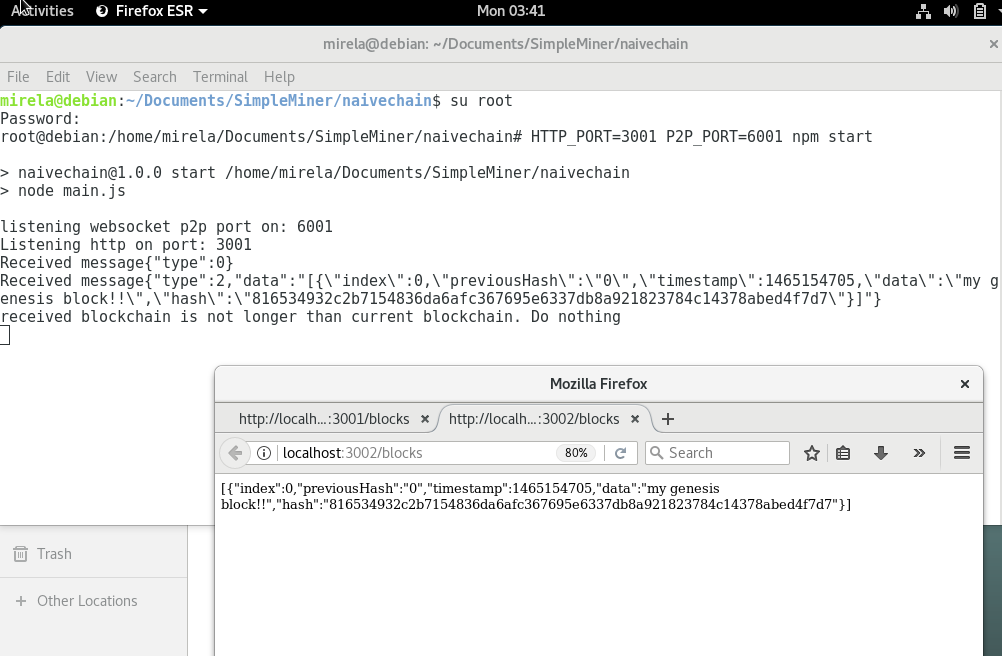 Activities Firefox ESR Mon 03:41
mirela@debian: ~/Documents/SimpleMiner/naivechain
File Edit View Search Terminal Help
mirela@debian:~/Documents/SimpleMiner/naivechain$ su root
Password:
root@debian:/home/mirela/Documents/SimpleMiner/naivechain# HTTP_PORT=3001 P2P_PORT=6001 npm start
> naivechain@1.0.0 start /home/mirela/Documents/SimpleMiner/naivechain
> node main.js
listening websocket p2p port on: 6001
Listening http on port: 3001
Received message{"type":0}
Received message{"type":2,"data":"[{\"index\":0,\"previousHash\":\"0\",\"timestamp\":1465154705,\"data\":\"my g
enesis block!!\",\"hash\":\"816534932c2b7154836da6afc367695e6337db8a921823784c14378abed4f7d7\"}]"}
received blockchain is not longer than current blockchain. Do nothing
Mozilla Firefox
http://localh...:3001/blocks http://localh...:3002/blocks
localhost:3002/blocks 80% Search
[{"index":0,"previousHash":"0","timestamp":1465154705,"data":"my genesis
block!!","hash":"816534932c2b7154836da6afc367695e6337db8a921823784c14378abed4f7d7"}]
Trash
Other Locations